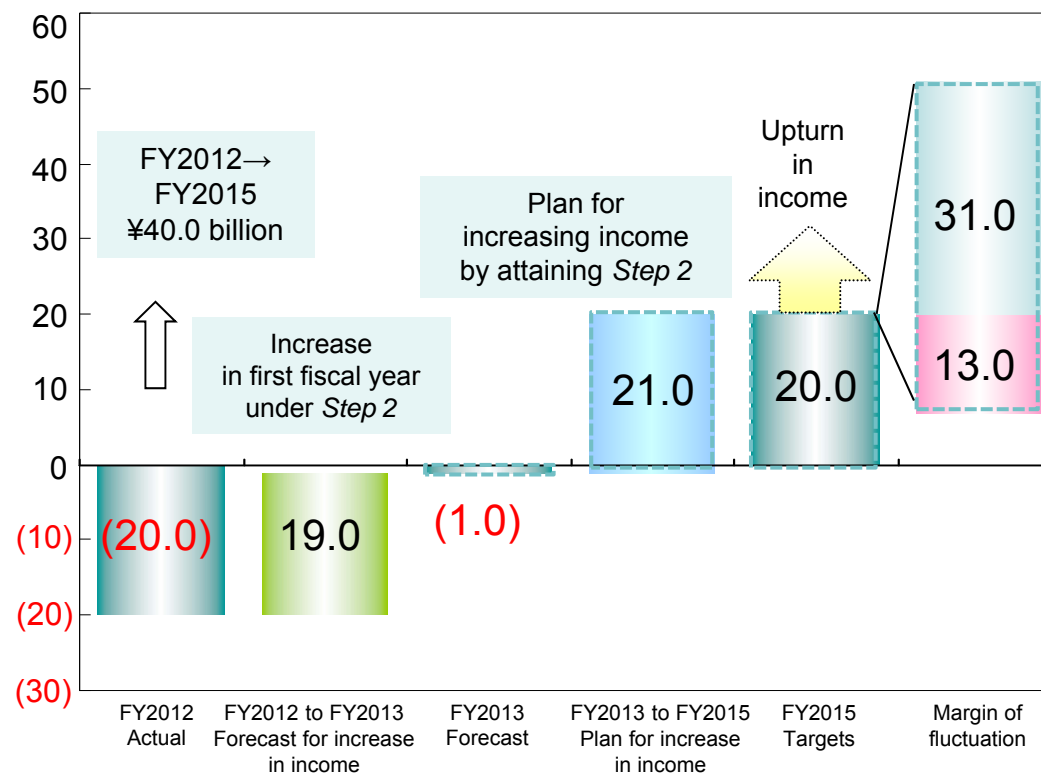 60
50
40
30
20
10
0
(10)
(20)
(30)
FY2012→
FY2015
¥40.0 billion
Increase
in first fiscal year
under Step 2
Plan for
increasing income
by attaining Step 2
Upturn
in
income
(20.0)
19.0
(1.0)
21.0
20.0
31.0
13.0
FY2012
Actual
FY2012 to FY2013
Forecast for increase
in income
FY2013
Forecast
FY2013 to FY2015
Plan for increase
in income
FY2015
Targets
Margin of
fluctuation